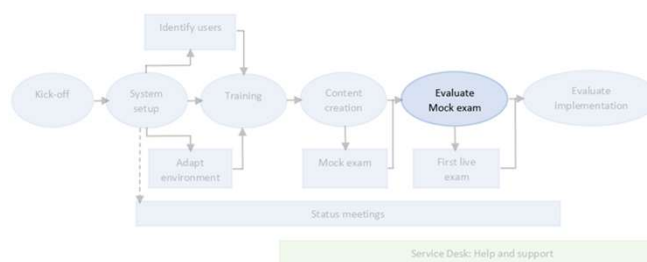 Identify users
Kick-off
System
setup
Training
Content
creation
Evaluate
Mock exam
Evaluate
Implementation
Adapt
environment
Mock exam
First live
exam
Status meetings
Service Desk: Help and support